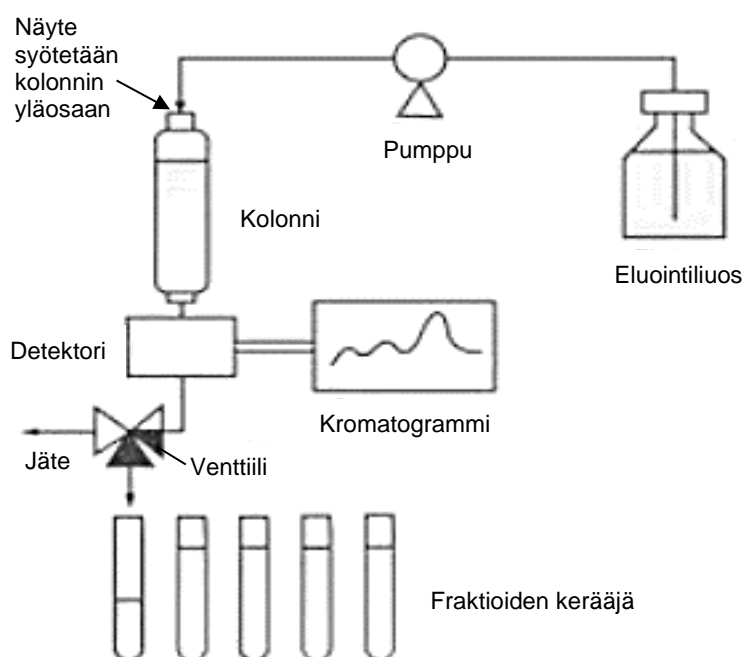 Näyte
syötetään
kolonnin
yläosaan
Pumppu
Kolonni
Eluointiliuos
Detektori
Kromatogrammi
Jäte
Venttiili
Fraktioiden kerääjä